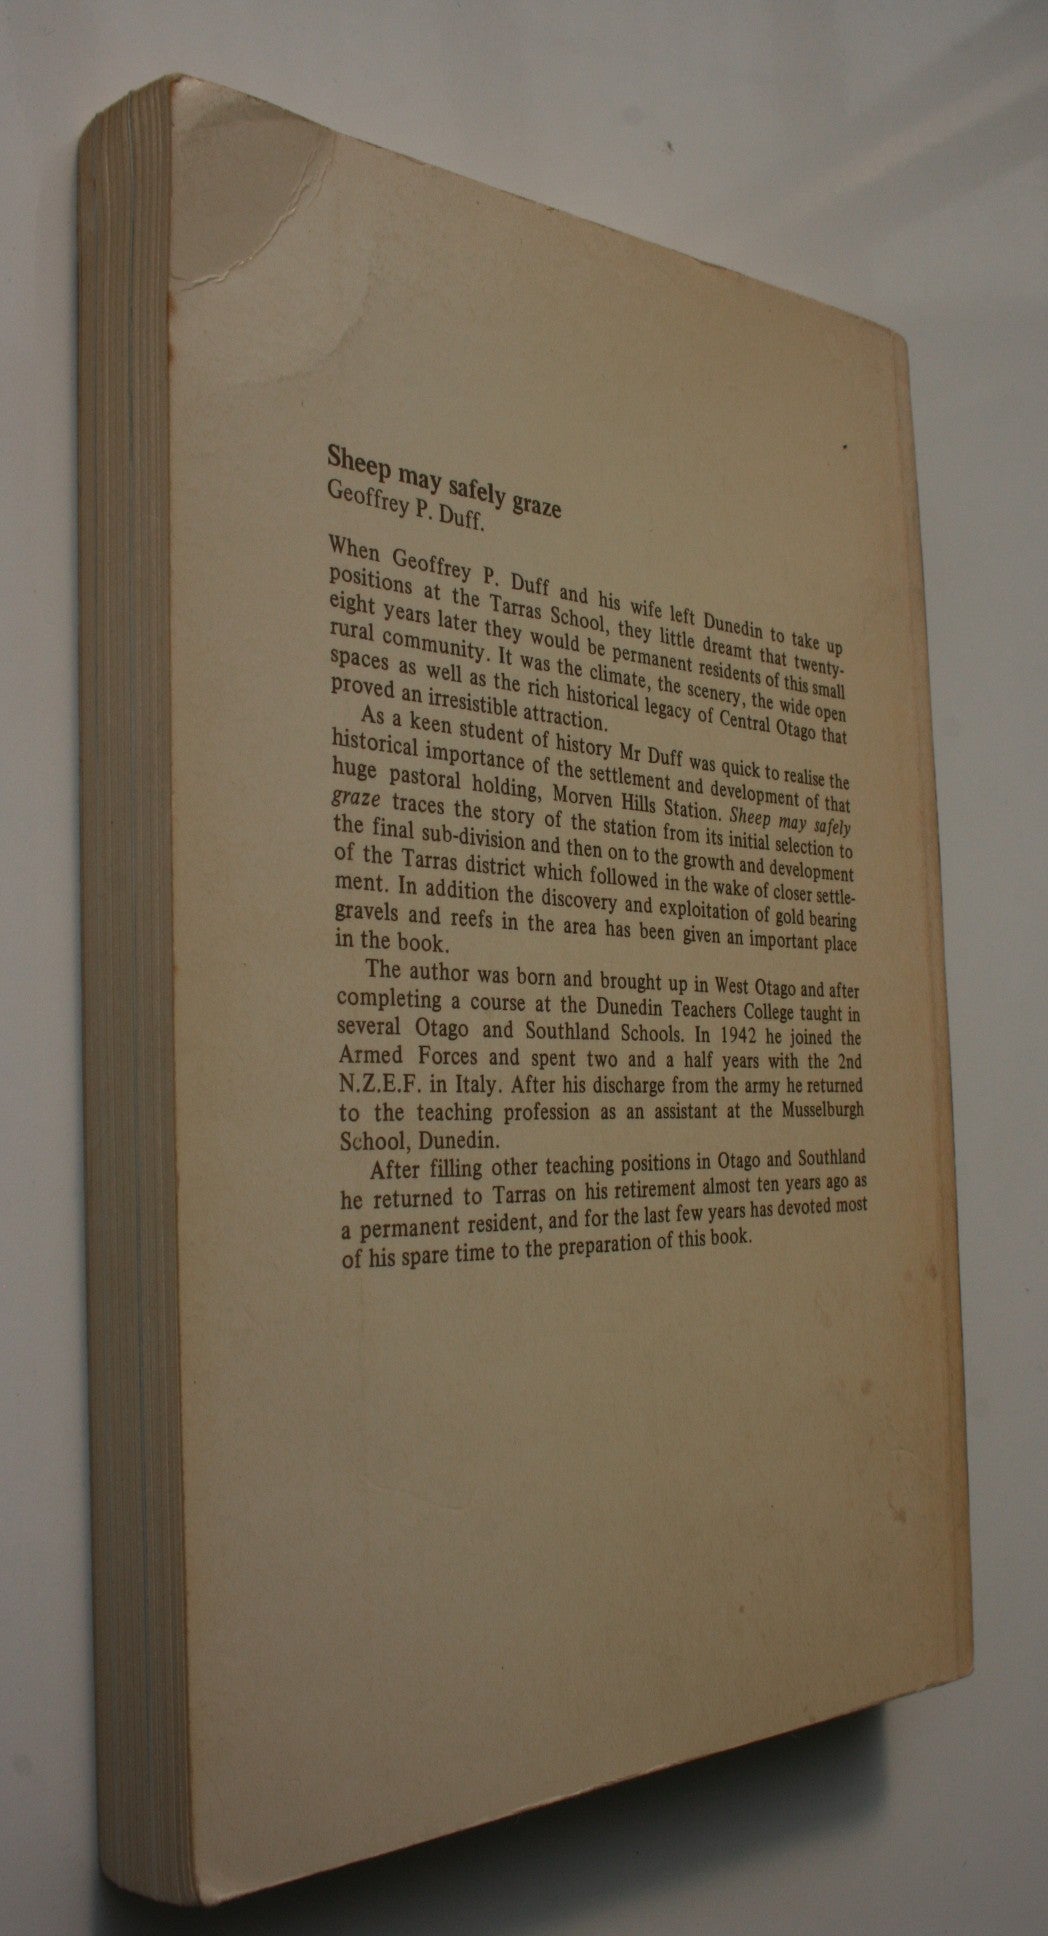 Sheep may safely graze
Geoffrey P. Duff.
When Geoffrey P. Duff and his wife left Dunedin to take up
positions at the Tarras School, they little dreamt that twenty-
eight years later they would be permanent residents of this small
rural community. It was the climate, the scenery, the wide open
spaces as well as the rich historical legacy of Central Otago that
proved an irresistible attraction.
As a keen student of history Mr Duff was quick to realise the
historical importance of the settlement and development of that
huge pastoral holding, Morven Hills Station. Sheep may safely
graze traces the story of the station from its initial selection to
the final sub-division and then on to the growth and development
of the Tarras district which followed in the wake of closer settle-
ment. In addition the discovery and exploitation of gold bearing
gravels and reefs in the area has been given an important place
in the book.
The author was born and brought up in West Otago and after
completing a course at the Dunedin Teachers College taught in
several Otago and Southland Schools. In 1942 he joined the
Armed Forces and spent two and a half years with the 2nd
N.Z.E.F. in Italy. After his discharge from the army he returned
to the teaching profession as an assistant at the Musselburgh
School, Dunedin.
After filling other teaching positions in Otago and Southland
he returned to Tarras on his retirement almost ten years ago as
a permanent resident, and for the last few years has devoted most
of his spare time to the preparation of this book.